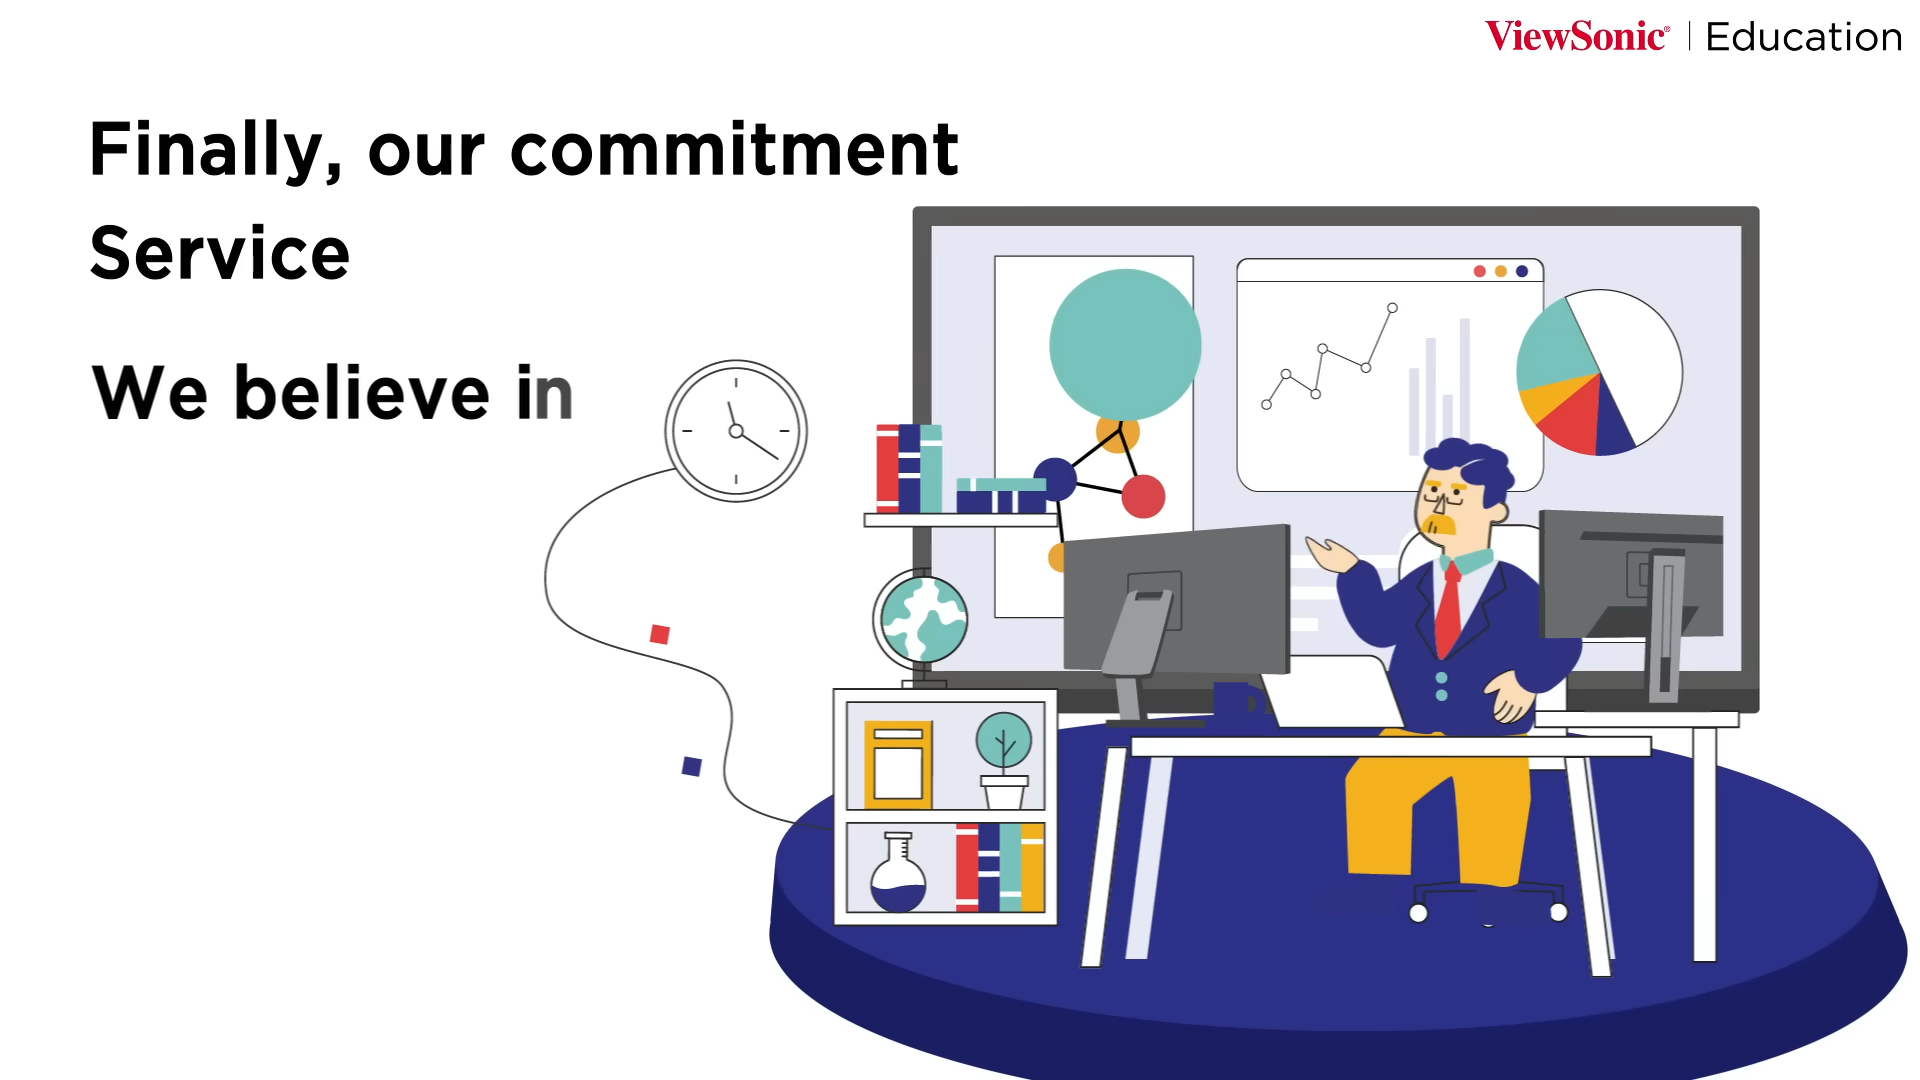 ViewSonic® | Education
Finally, our commitment
Service
We believe in